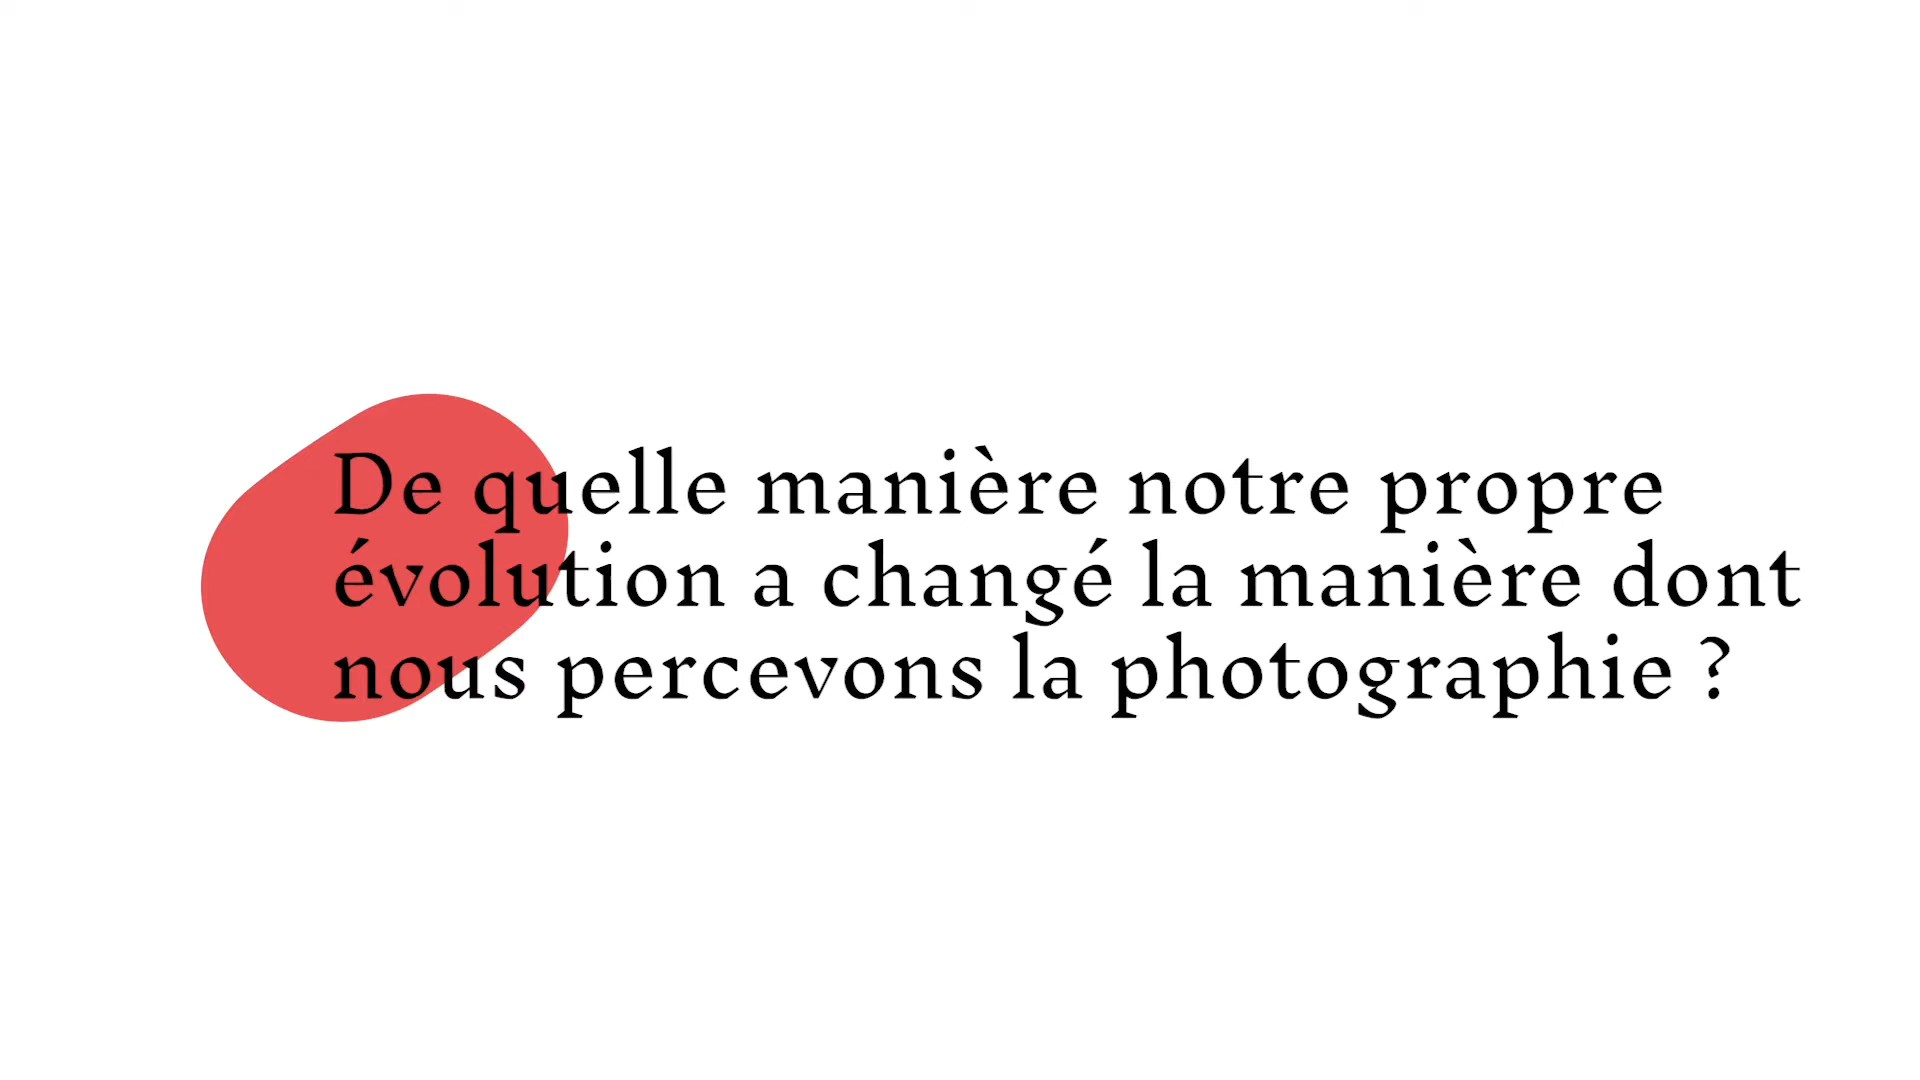 De quelle manière notre propre
évolution a changé la manière dont
nous percevons la photographie ?